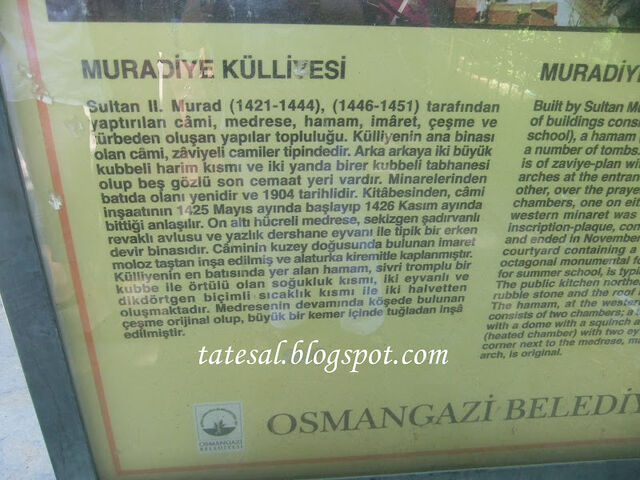 MURADİYE KÜLLİYESİ
Sultan II. Murad (1421-1444), (1446-1451) tarafından
yaptırılan câmi, medrese, hamam, imâret, çeşme ve
türbeden oluşan yapılar topluluğu. Külliyenin ana binası
olan câmi, zâviyeli camiler tipindedir. Arka arkaya iki büyük
kubbeli harim kısmı ve iki yanda birer kubbeli tabhanesi
olup beş gözlü son cemaat yeri vardır. Minarelerinden
batıda olanı yenidir ve 1904 tarihlidir. Kitâbesinden, câmi
inşaatının 1425 Mayıs ayında başlayıp 1426 Kasım ayında
bittiği anlaşılır. On altı hücreli medrese, sekizgen şadırvanlı
revaklı avlusu ve yazlık dershane eyvanı ile tipik bir erken
devir binasıdır. Câminin kuzey doğusunda bulunan imaret
moloz taştan inşa edilmiş ve alaturka kiremitle kaplanmıştır.
Külliyenin en batısında yer alan hamam, sivri tromplu bir
kubbe ile örtülü olan soğukluk kısmı, iki eyvanlı ve
dikdörtgen biçimli sıcaklık kısmı ile iki halvetten
oluşmaktadır. Medresenin devamında köşede bulunan
çeşme orijinal olup, büyük bir kemer içinde tuğladan inşâ
edilmiştir.
MURADİY
Built by Sultan M
of buildings consi
school), a hamam
a number of tombs.
is of zaviye-plan wi
arches at the entran
other, over the praye
chambers, one on eit
western minaret was
Inscription-plaque, con
and ended in Novembe
courtyard containing a
octagonal monumental fo
for summer school, is typic
The public kitchen northe
rubble stone and the roof i
The hamam, at the wester
consists of two chambers; a
with a dome with a squinch a
(heated chamber) with two ey
corner next to the medrese, ma
arch, is original.
tatesal.blogspot.com
OSMANGAZİ
BELEDİYESİ
OSMANGAZİ BELEDİY